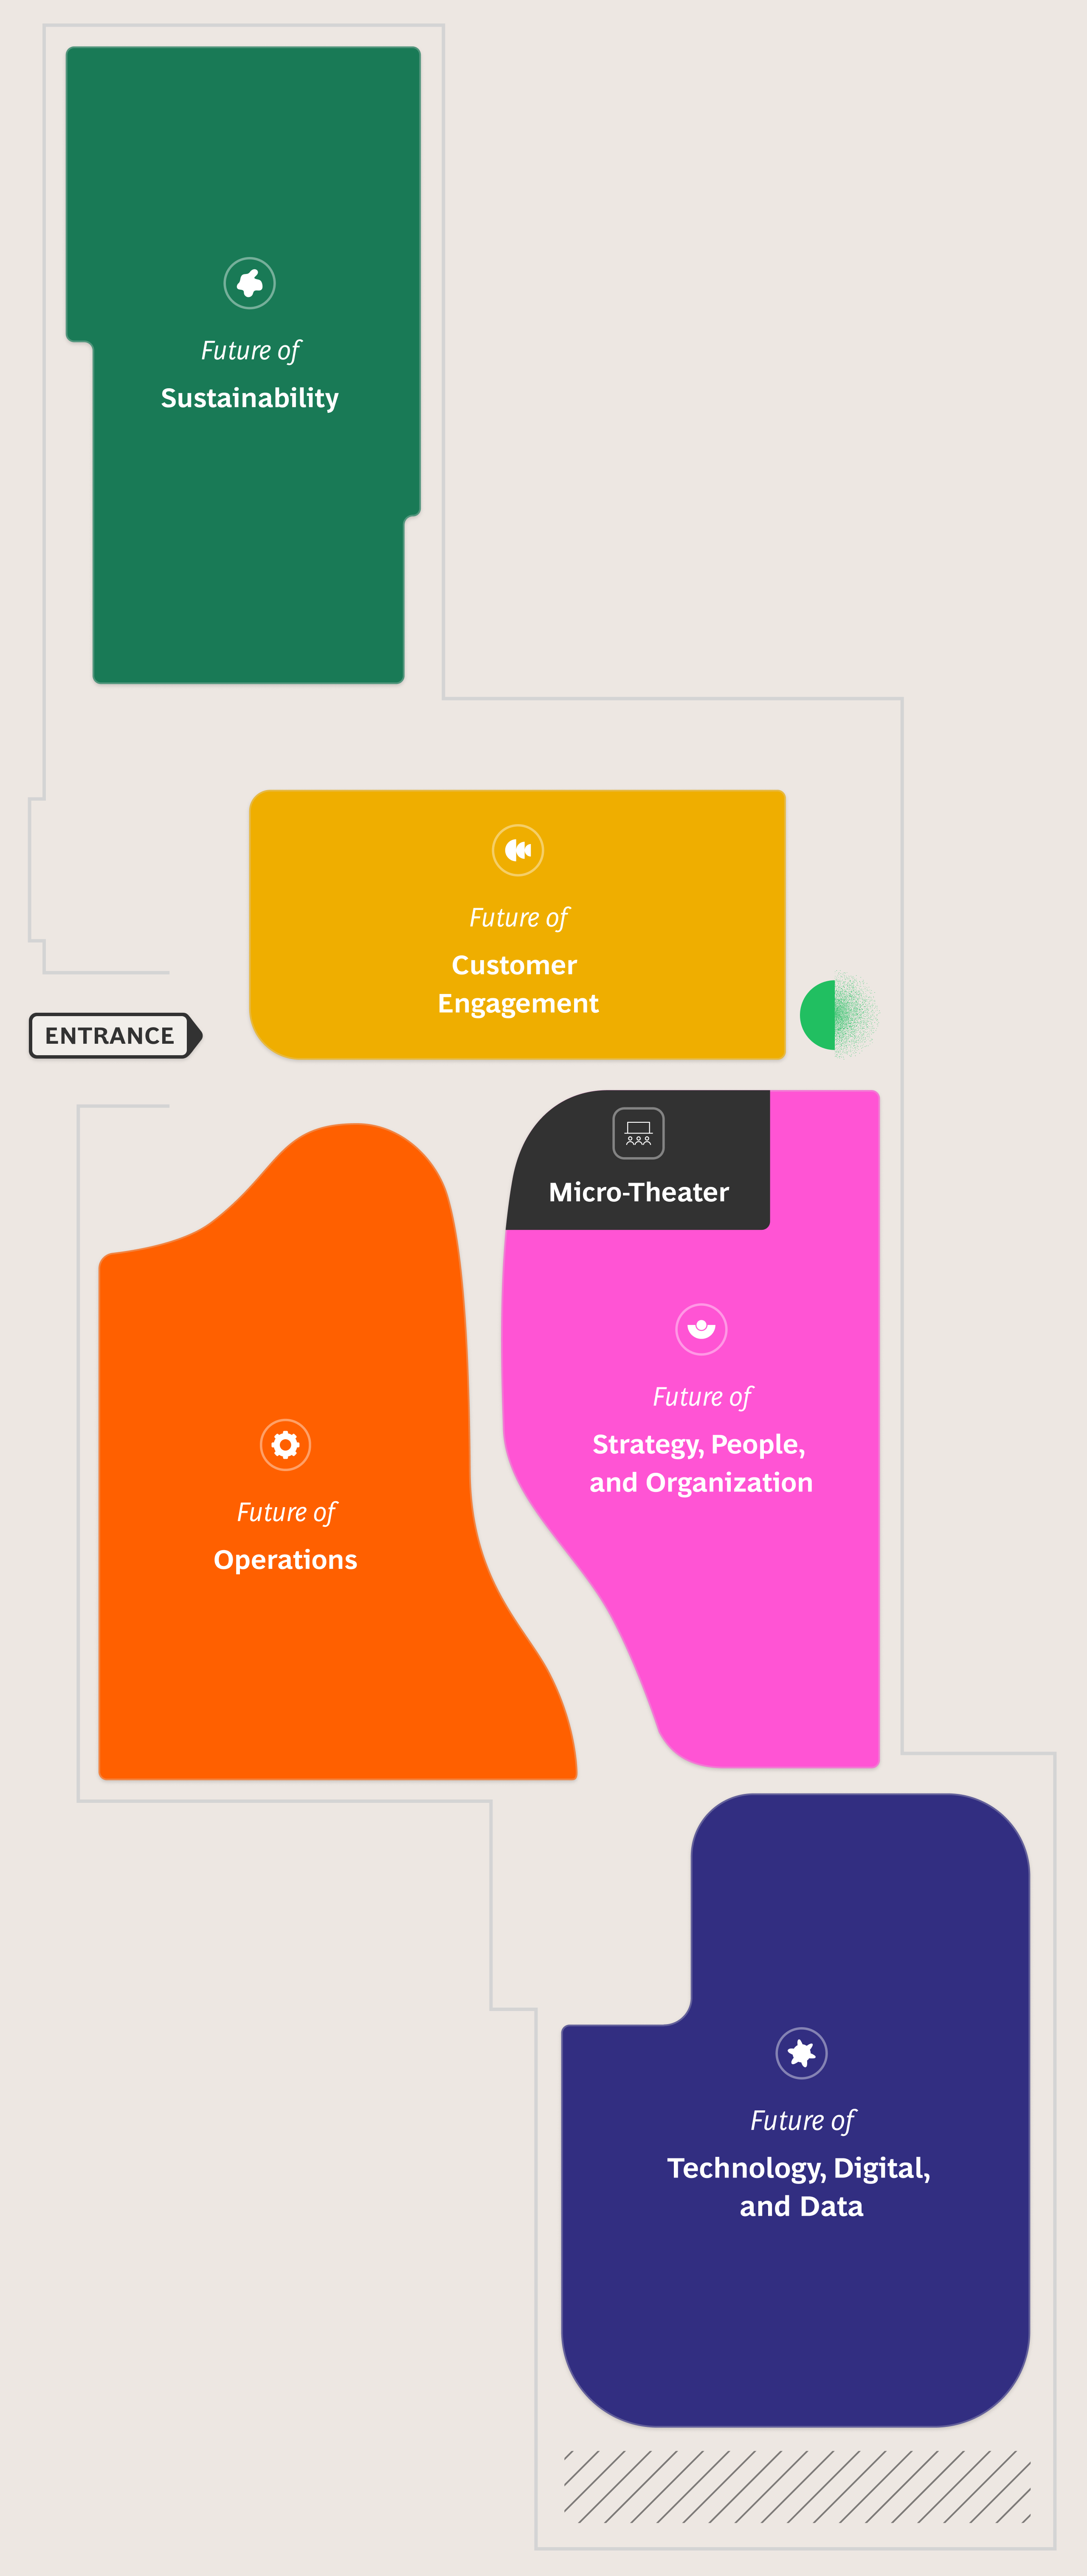 Future of
Sustainability
Future of
Customer
Engagement
ENTRANCE
Micro-Theater
Future of
Strategy, People,
and Organization
Future of
Operations
Future of
Technology, Digital,
and Data